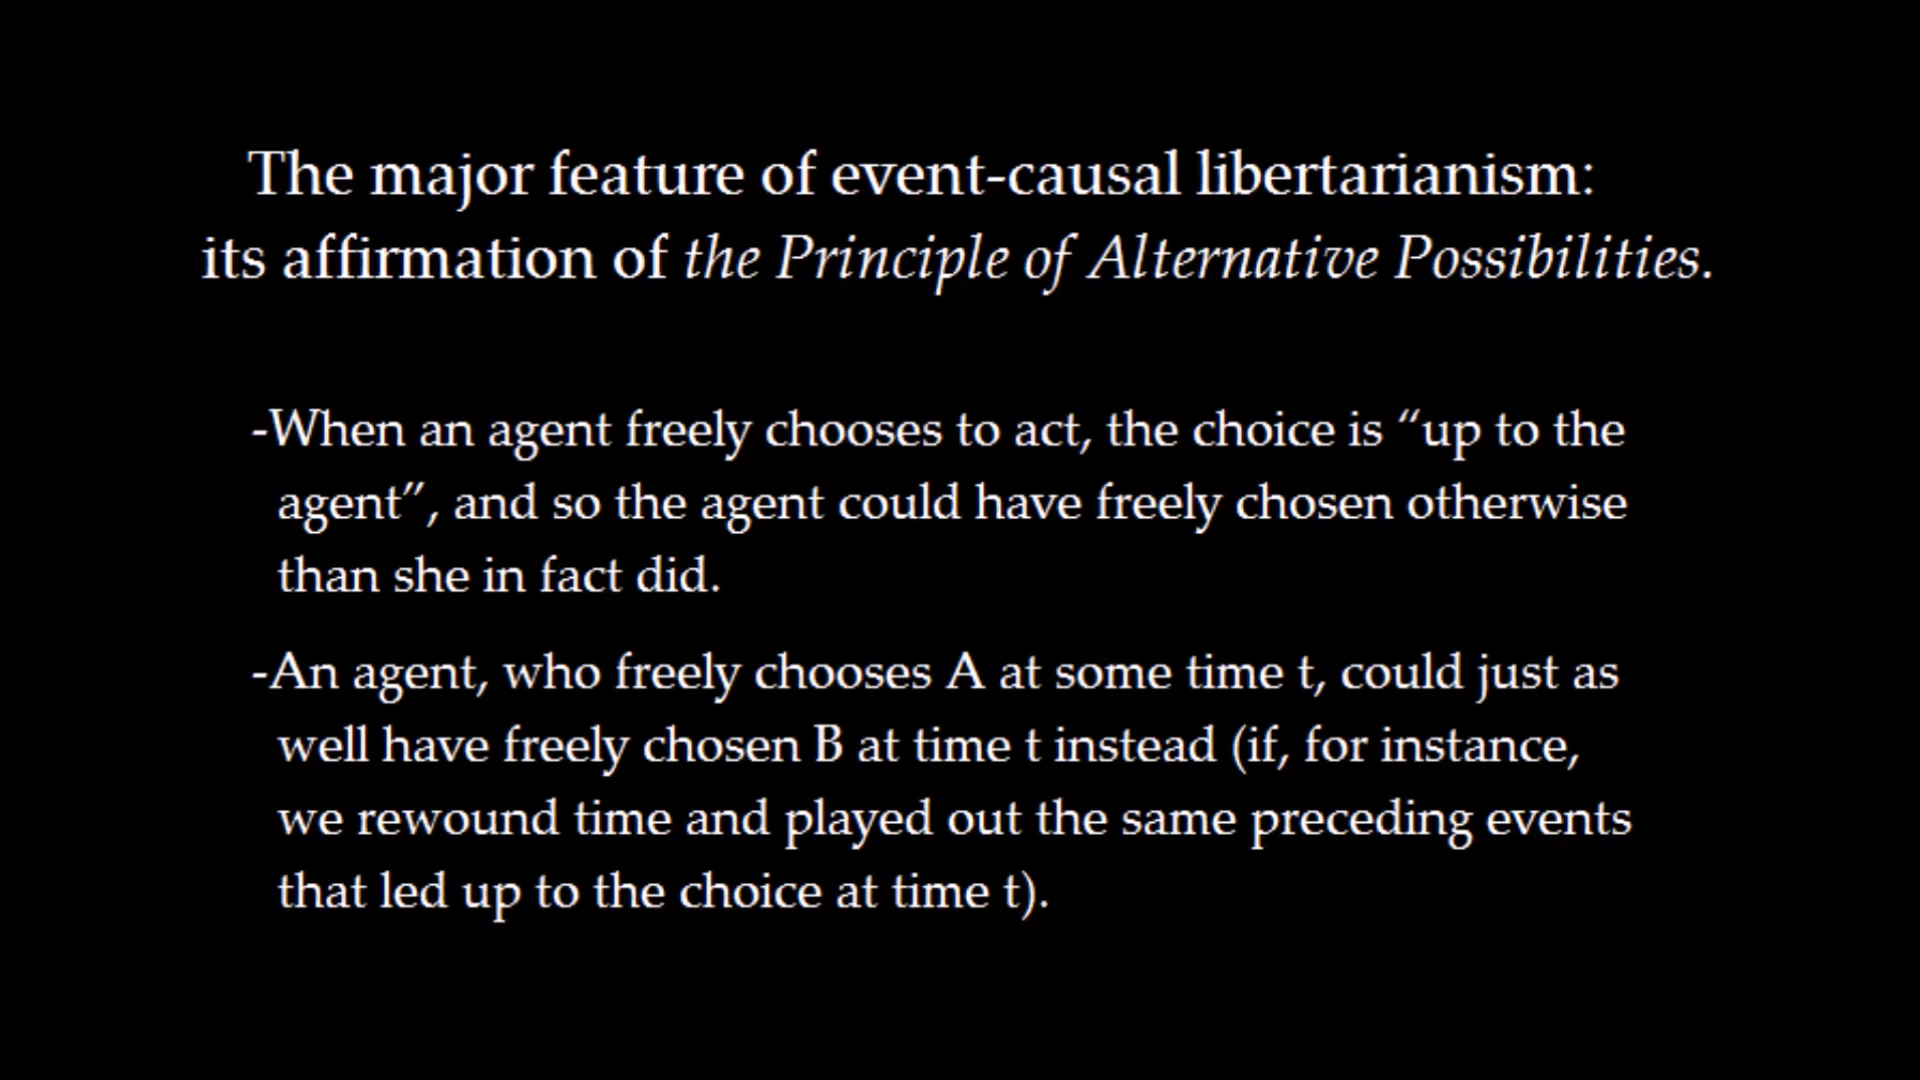 The major feature of event-causal libertarianism:
its affirmation of the Principle of Alternative Possibilities.
-When an agent freely chooses to act, the choice is “up to the
agent”, and so the agent could have freely chosen otherwise
than she in fact did.
-An agent, who freely chooses A at some time t, could just as
well have freely chosen B at time t instead (if, for instance,
we rewound time and played out the same preceding events
that led up to the choice at time t).